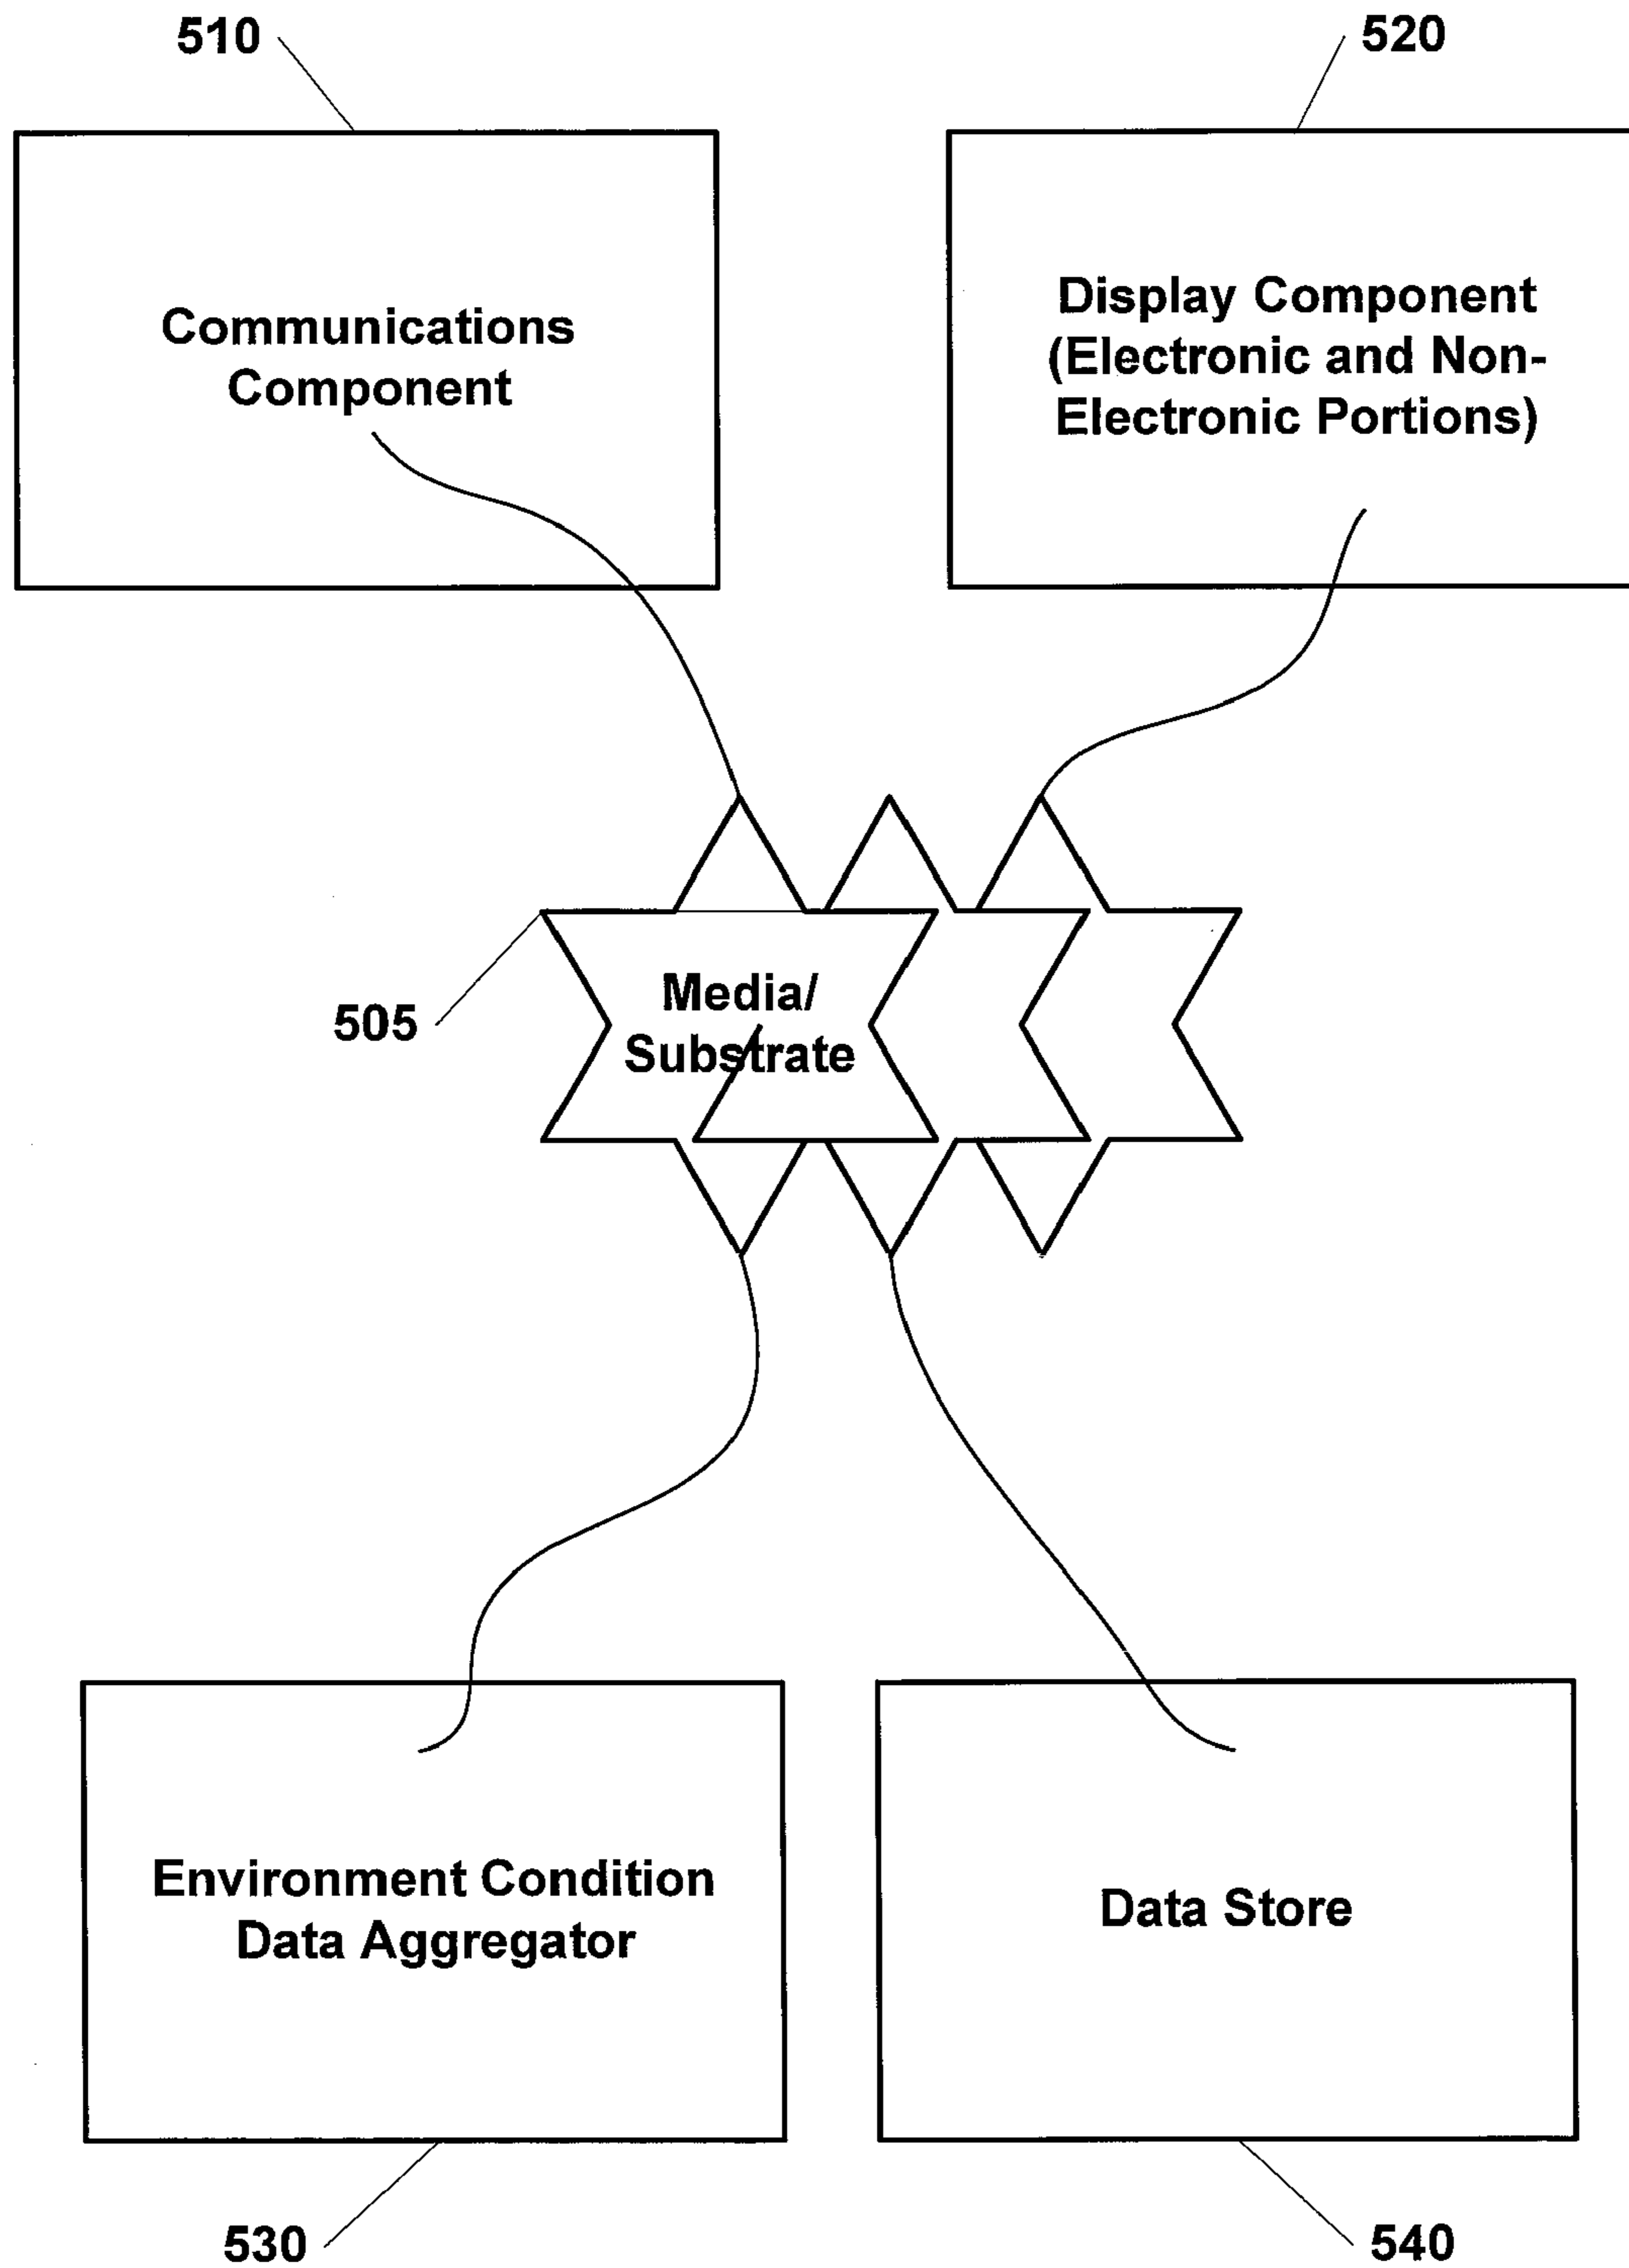 510
520
Communications
Component
Display Component
(Electronic and Non-
Electronic Portions)
505
Media/
Substrate
Environment Condition
Data Aggregator
Data Store
530
540